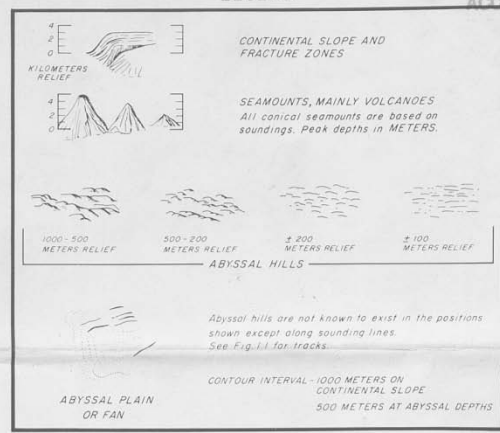 4
2
0
KILOMETERS
RELIEF
CONTINENTAL SLOPE AND
FRACTURE ZONES
4
2
0
SEAMOUNTS, MAINLY VOLCANOES
All conical seamounts are based on
soundings. Peak depths in METERS.
1000-500
METERS RELIEF
500-200
METERS RELIEF
± 200
METERS RELIEF
± 100
METERS RELIEF
ABYSSAL HILLS
Abyssal hills are not known to exist in the positions
shown except along sounding lines.
See Fig. 1.1 for tracks.
ABYSSAL PLAIN
OR FAN
CONTOUR INTERVAL-1000 METERS ON
CONTINENTAL SLOPE
500 METERS AT ABYSSAL DEPTHS